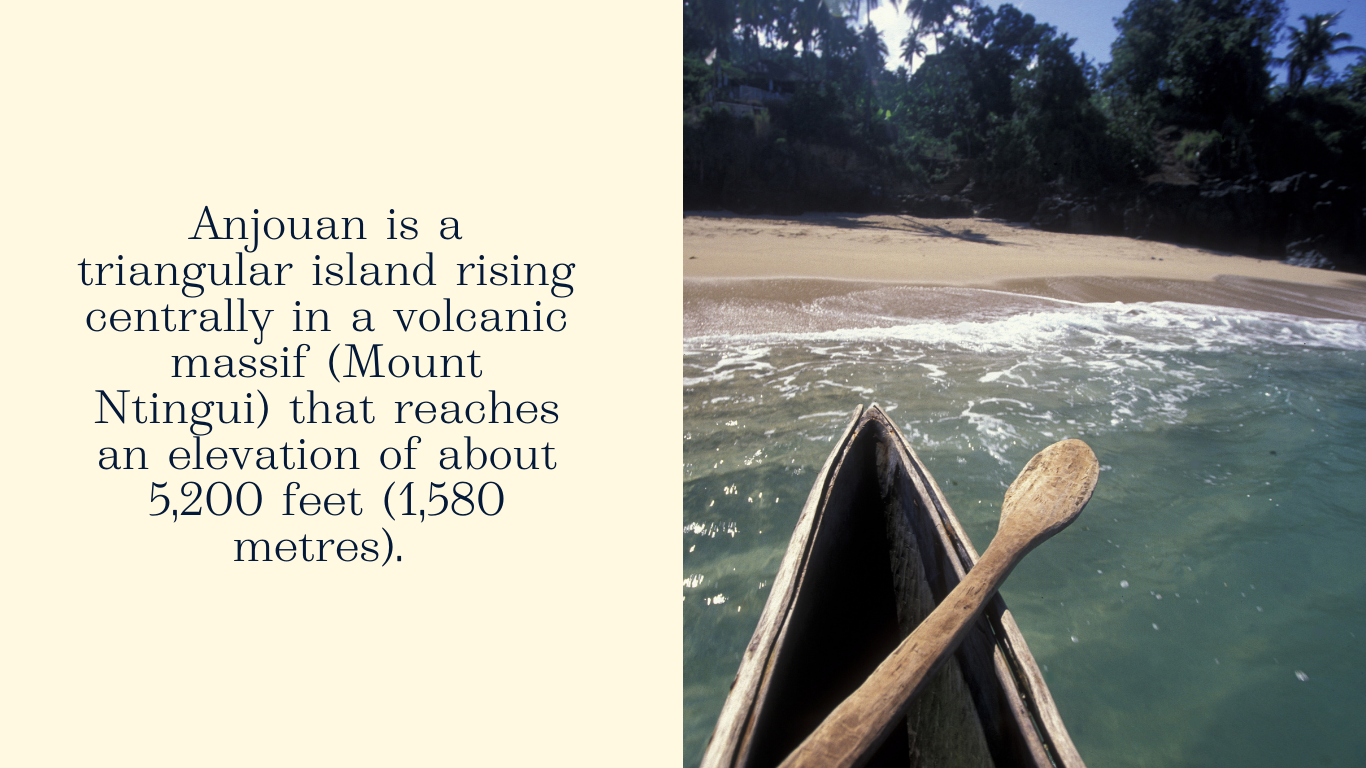 Anjouan is a
triangular island rising
centrally in a volcanic
massif (Mount
Ntingui) that reaches
an elevation of about
5,200 feet (1,580
metres).